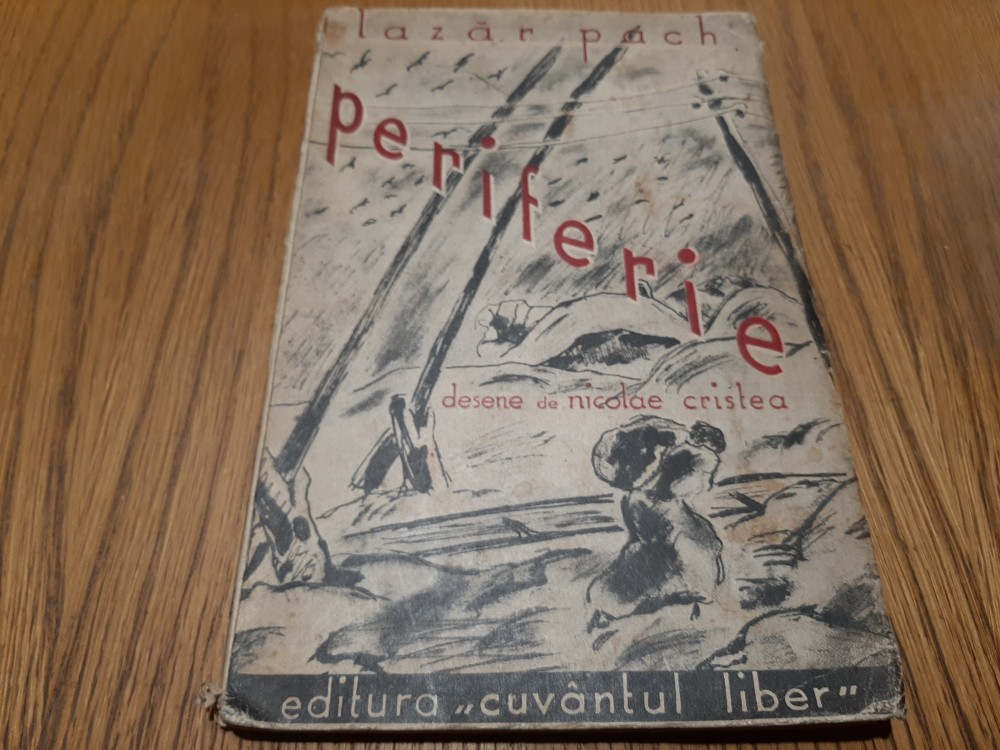 lazăr pach
periferie
desene de nicolae cristea
editura „cuvântul liber"